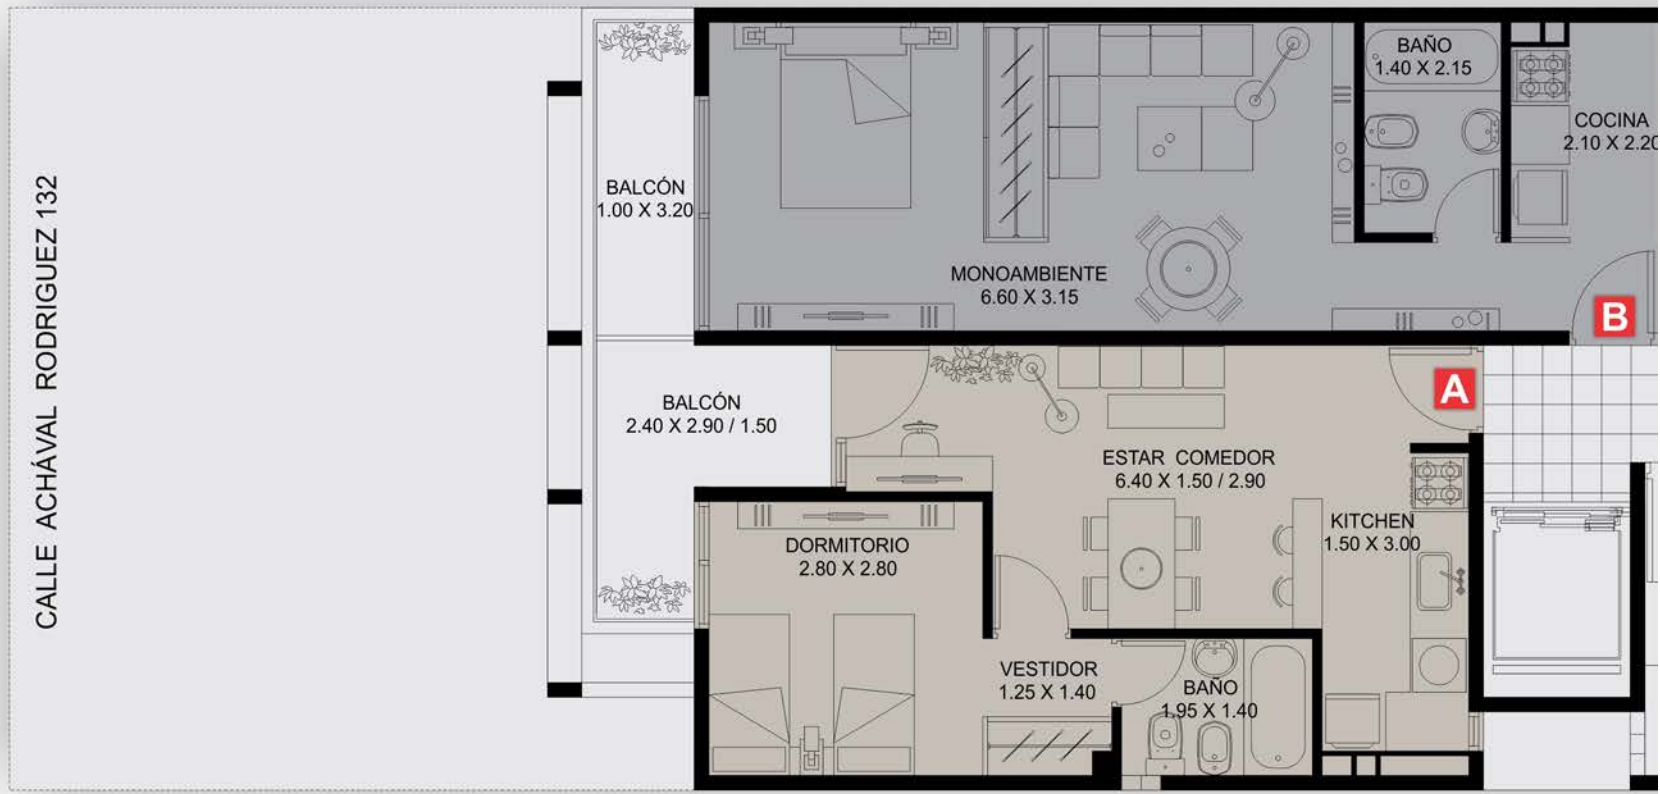 CALLE ACHÁVAL RODRIGUEZ 132
BALCÓN
1.00 X 3.20
MONOAMBIENTE
6.60 X 3.15
BAÑO
1.40 X 2.15
COCINA
2.10 X 2.20
B
BALCÓN
2.40 X 2.90 / 1.50
A
ESTAR COMEDOR
6.40 X 1.50 / 2.90
KITCHEN
1.50 X 3.00
DORMITORIO
2.80 X 2.80
VESTIDOR
1.25 X 1.40
BAÑO
1.95 X 1.40